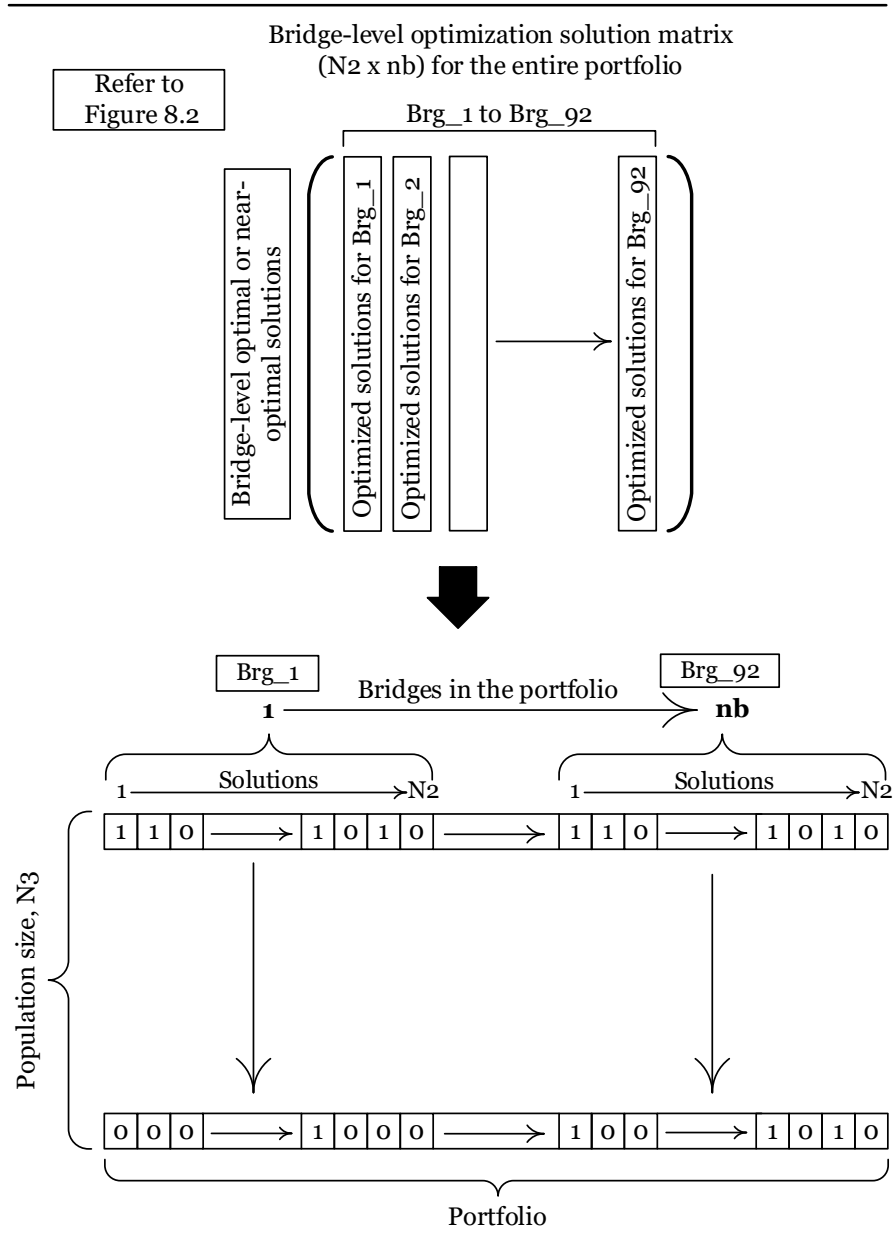 Bridge-level optimization solution matrix
(N2 x nb) for the entire portfolio
Refer to
Figure 8.2
Brg_1 to Brg_92
Bridge-level optimal or near-
optimal solutions
Optimized solutions for Brg_1
Optimized solutions for Brg_2
Optimized solutions for Brg_92
Brg_1
Bridges in the portfolio
Brg_92
1
nb
1 Solutions N2
1 Solutions N2
1 1 0 1 0 1 0 1 1 0 1 0 1 0
Population size, N3
0 0 0 1 0 0 0 1 0 0 1 0 1 0
Portfolio